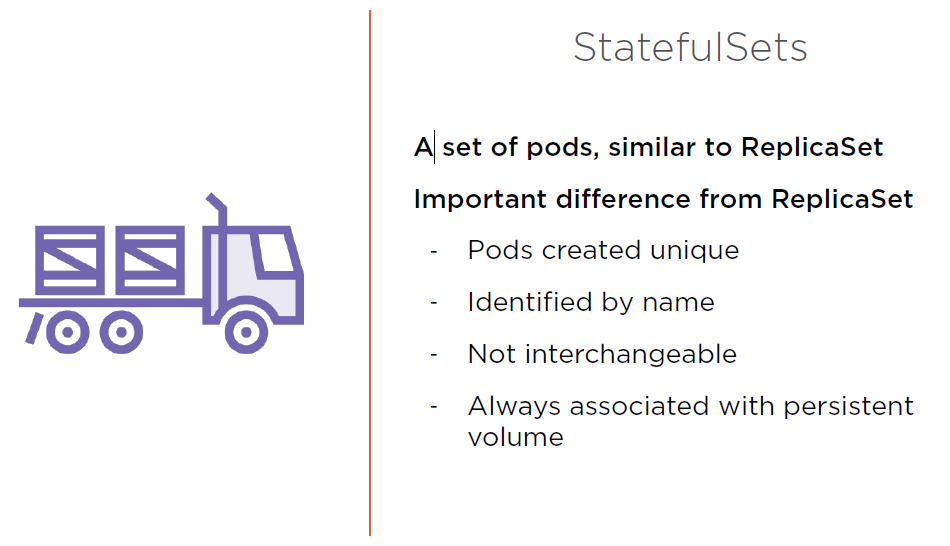 StatefulSets
A set of pods, similar to ReplicaSet
Important difference from ReplicaSet
- Pods created unique
- Identified by name
- Not interchangeable
- Always associated with persistent
volume